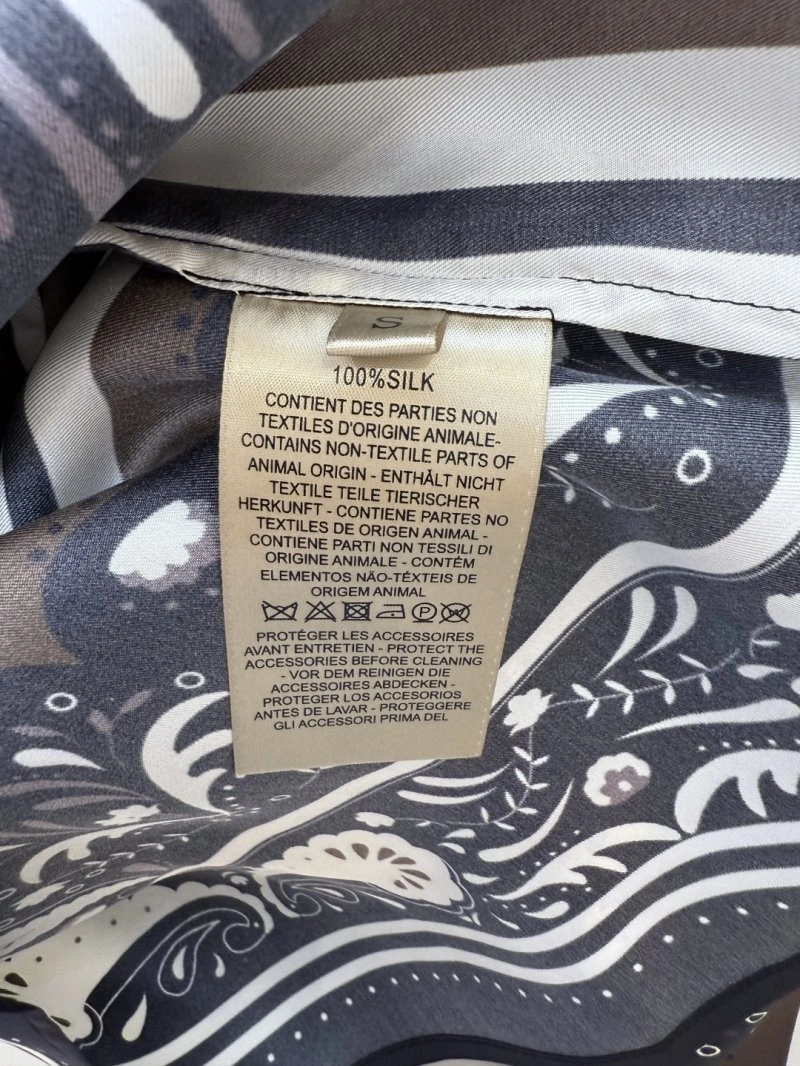 S
100%SILK
CONTIENT DES PARTIES NON
TEXTILES D'ORIGINE ANIMALE-
CONTAINS NON-TEXTILE PARTS OF
ANIMAL ORIGIN - ENTHÅLT NICHT
TEXTILE TEILE TIERISCHER
HERKUNFT - CONTIENE PARTES NO
TEXTILES DE ORIGEN ANIMAL -
CONTIENE PARTI NON TESSILI DI
ORIGINE ANIMALE - CONTÉM
ELEMENTOS NÃO-TÉXTEIS DE
ORIGEM ANIMAL
P
PROTÉGER LES ACCESSOIRES
AVANT ENTRETIEN - PROTECT THE
ACCESSORIES BEFORE CLEANING
- VOR DEM REINIGEN DIE
ACCESSOIRES ABDECKEN -
PROTEGER LOS ACCESORIOS
ANTES DE LAVAR - PROTEGGERE
GLI ACCESSORI PRIMA DEL